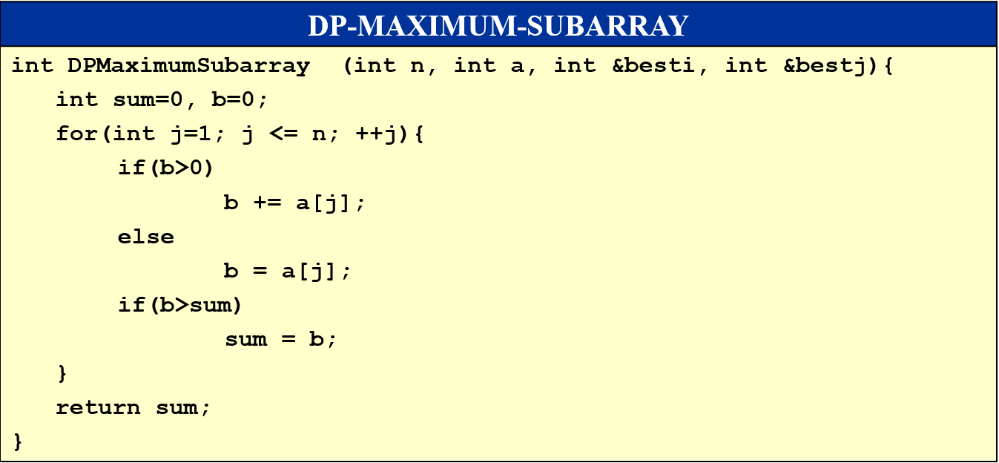 DP-MAXIMUM-SUBARRAY
int DPMaximumSubarray (int n, int a, int &besti, int &bestj){
int sum=0, b=0;
for(int j=1; j <= n; ++j){
if(b>0)
b += a[j];
else
b = a[j];
if(b>sum)
sum = b;
}
return sum;
}